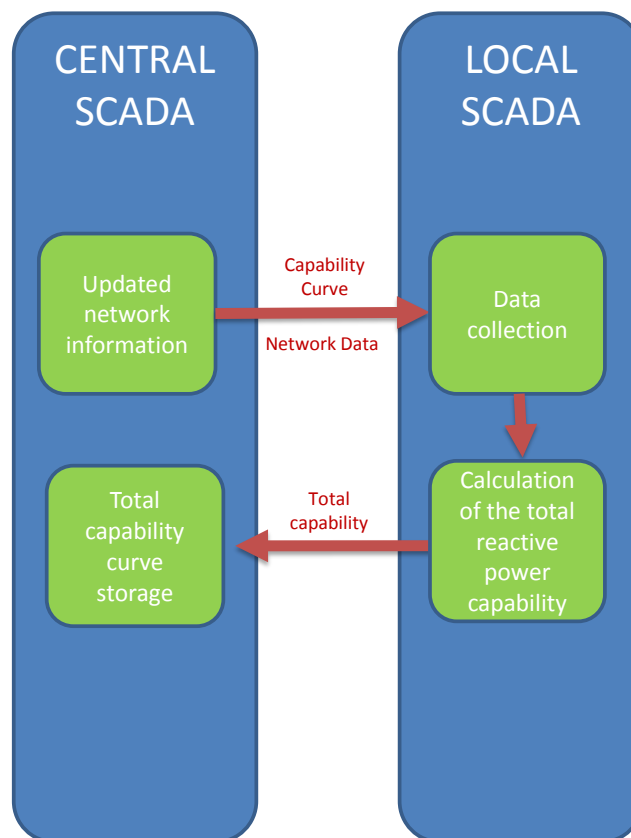 CENTRAL
SCADA
LOCAL
SCADA
Updated
network
information
Capability
Curve
Network Data
Data
collection
Total
capability
curve
storage
Total
capability
Calculation
of the total
reactive
power
capability